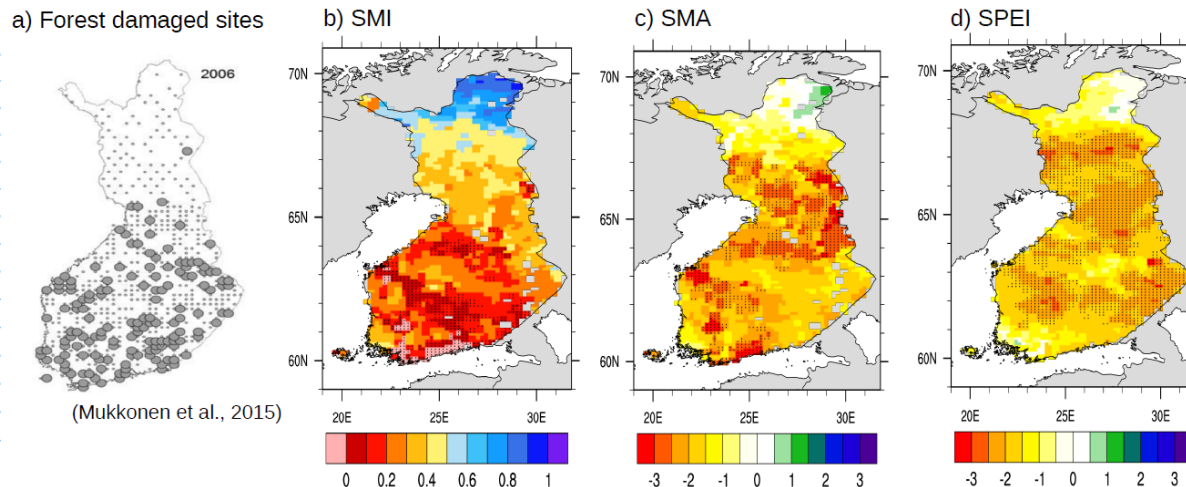 a) Forest damaged sites
b) SMI
c) SMA
d) SPEI
2006
(Mukkonen et al., 2015)
70N
65N
60N
20E 25E 30E
0 0.2 0.4 0.6 0.8 1
70N
65N
60N
20E 25E 30E
-3 -2 -1 0 1 2 3
70N
65N
60N
20E 25E 30E
-3 -2 -1 0 1 2 3